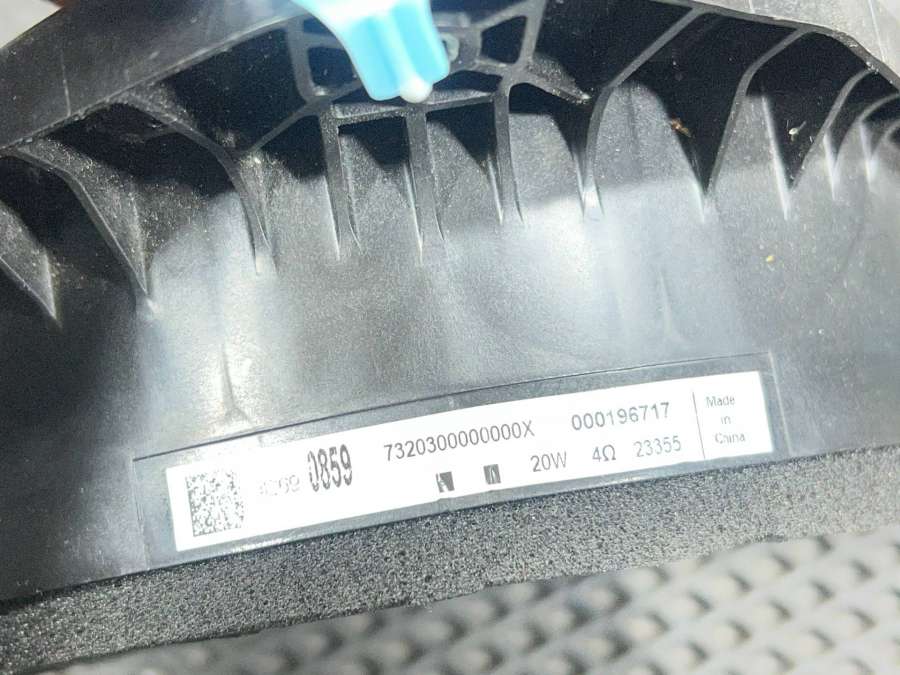 0859 7320300000000X 000196717
20W 4Ω 23355
Made
in
China